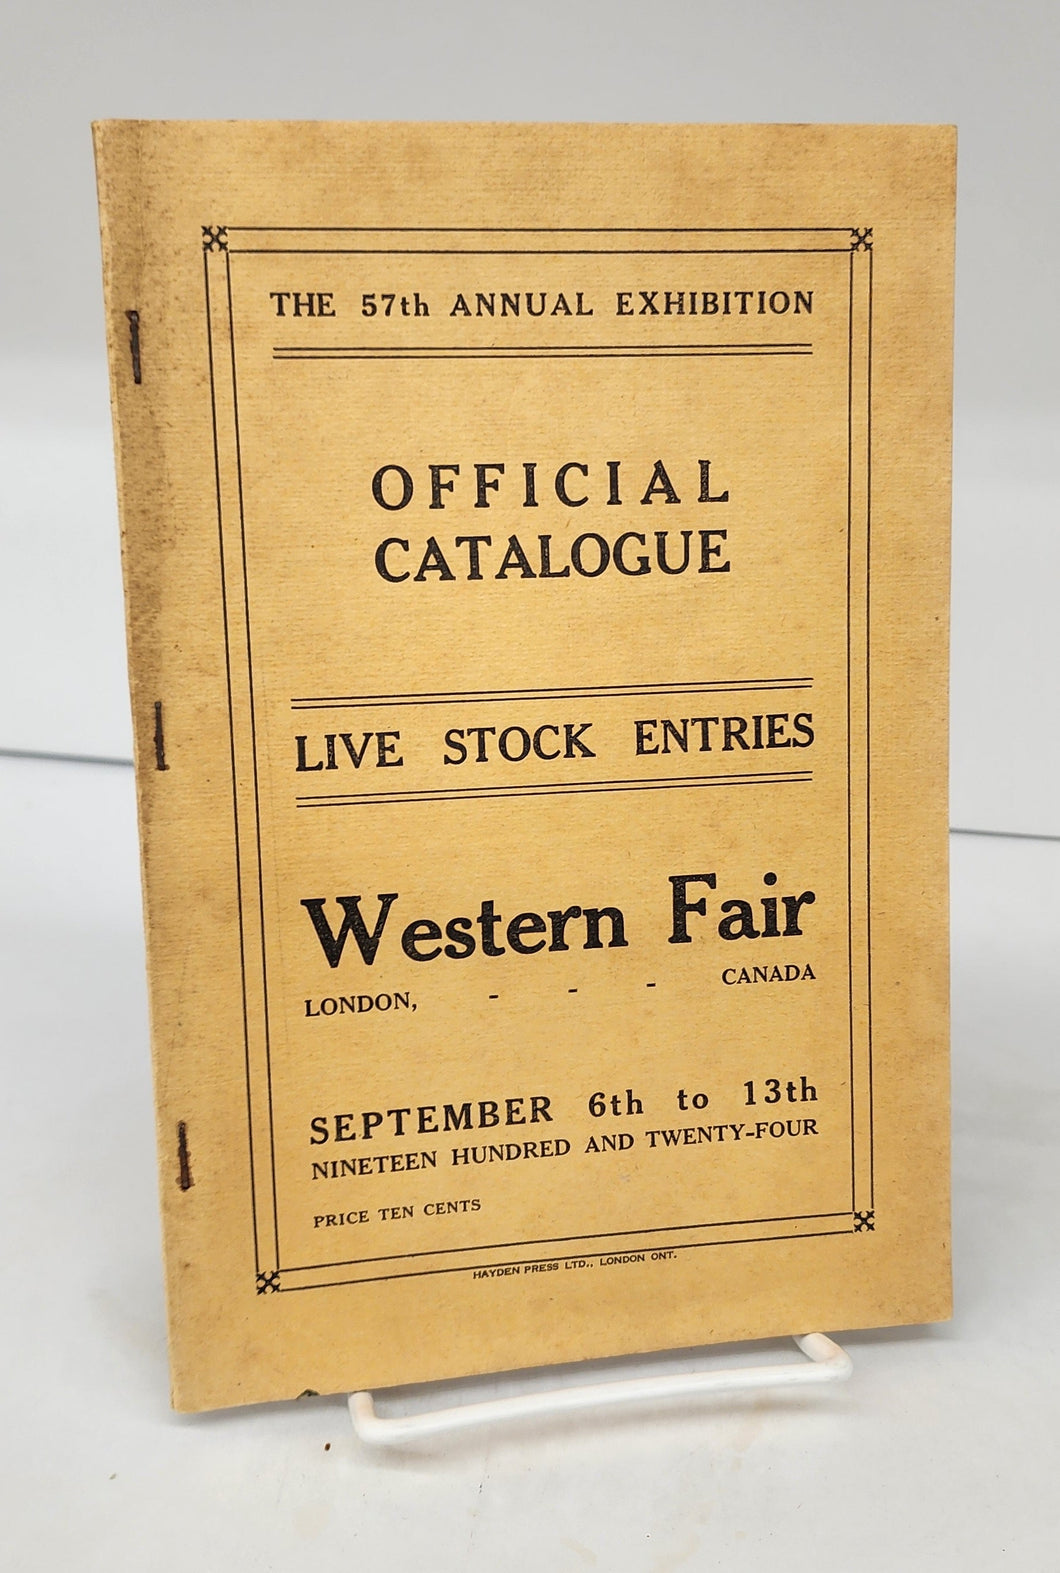 THE 57th ANNUAL EXHIBITION
OFFICIAL
CATALOGUE
LIVE STOCK ENTRIES
Western Fair
LONDON, - - - CANADA
SEPTEMBER 6th to 13th
NINETEEN HUNDRED AND TWENTY-FOUR
PRICE TEN CENTS
HAYDEN PRESS LTD., LONDON ONT.